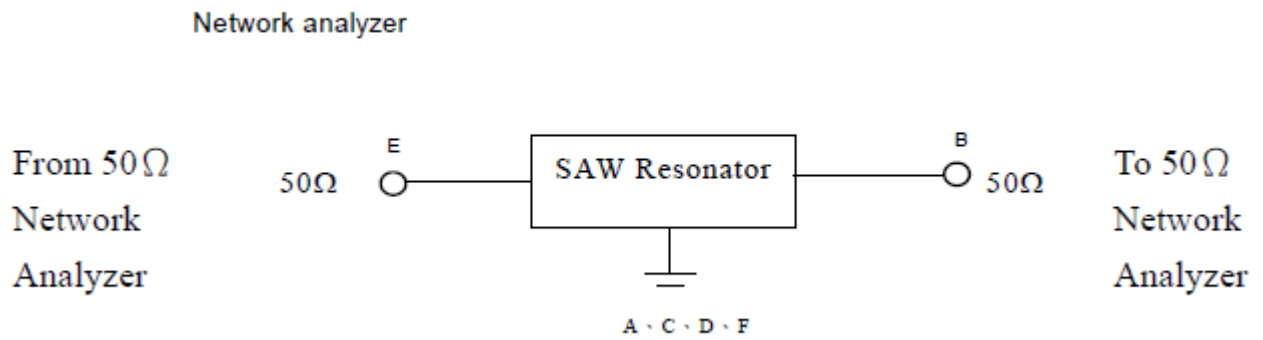 Network analyzer
From 50Ω
Network
Analyzer
50Ω
E
SAW Resonator
B
50Ω
To 50Ω
Network
Analyzer
A、C、D、F